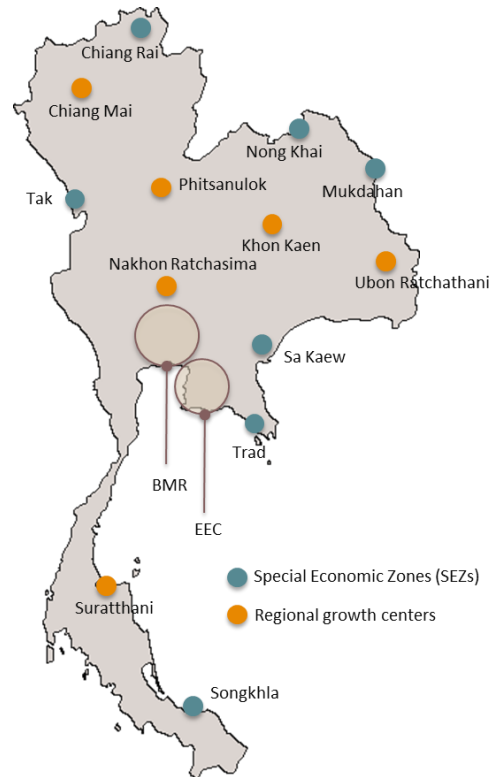 Chiang Rai
Chiang Mai
Nong Khai
Mukdahan
Phitsanulok
Tak
Khon Kaen
Nakhon Ratchasima
Ubon Ratchathani
Sa Kaew
Trad
BMR
EEC
Special Economic Zones (SEZs)
Suratthani
Regional growth centers
Songkhla